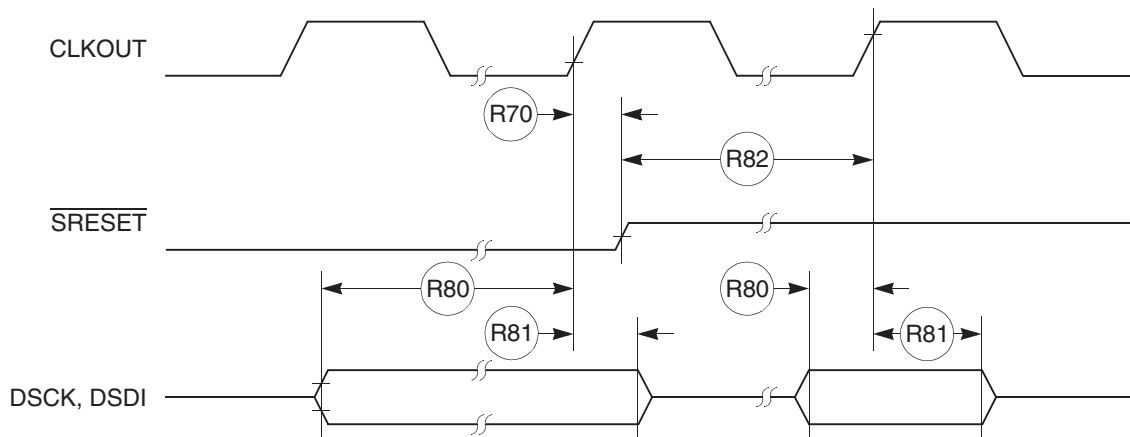 CLKOUT
R70
R82
SRESET
R80
R80
R81
R81
DSCK, DSDI